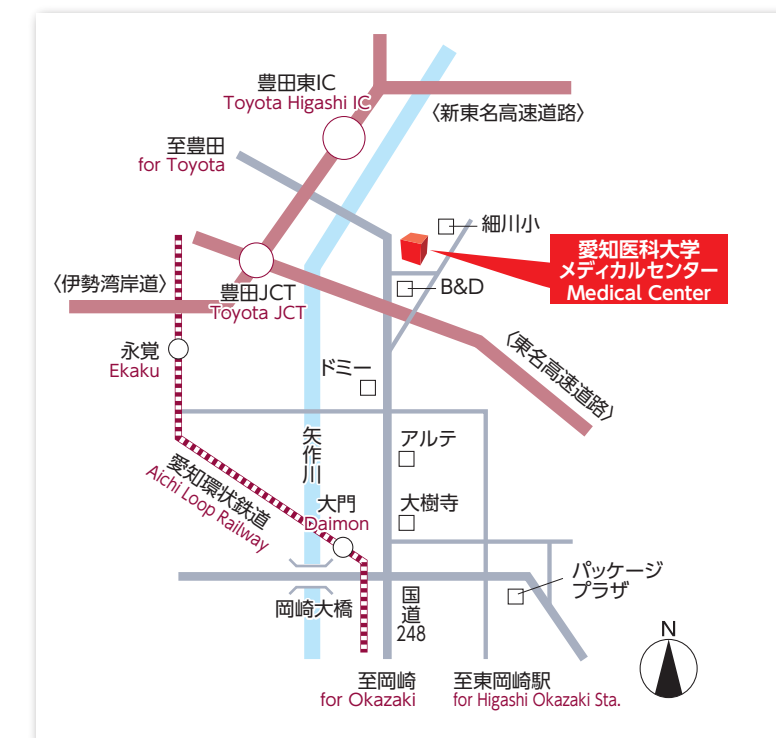 豊田東IC
Toyota Higashi IC
〈新東名高速道路〉
至豊田
for Toyota
細川小
愛知医科大学
メディカルセンター
Medical Center
〈伊勢湾岸道〉
豊田JCT
Toyota JCT
B&D
永覚
Ekaku
ドミー
〈東名高速道路〉
矢作川
アルテ
愛知環状鉄道
Aichi Loop Railway
大門
Daimon
大樹寺
パッケージ
プラザ
岡崎大橋
国道
248
N
至岡崎
for Okazaki
至東岡崎駅
for Higashi Okazaki Sta.